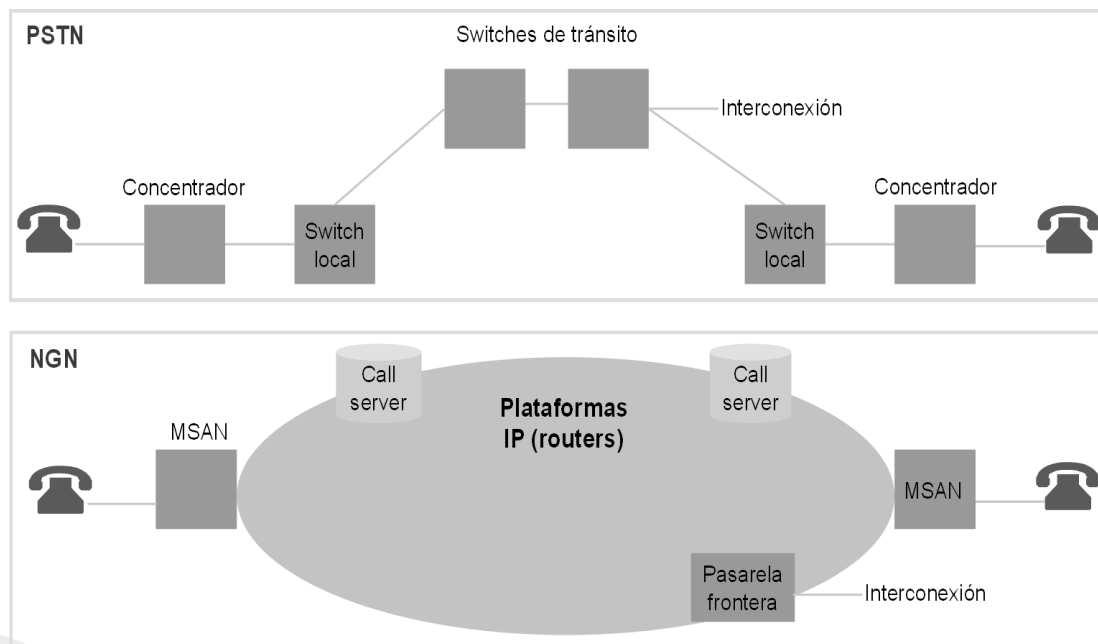 PSTN
Switches de tránsito
Interconexión
Concentrador
Concentrador
Switch
local
Switch
local
NGN
Call
server
Call
server
Plataformas
IP (routers)
MSAN
MSAN
Pasarela
frontera
Interconexión